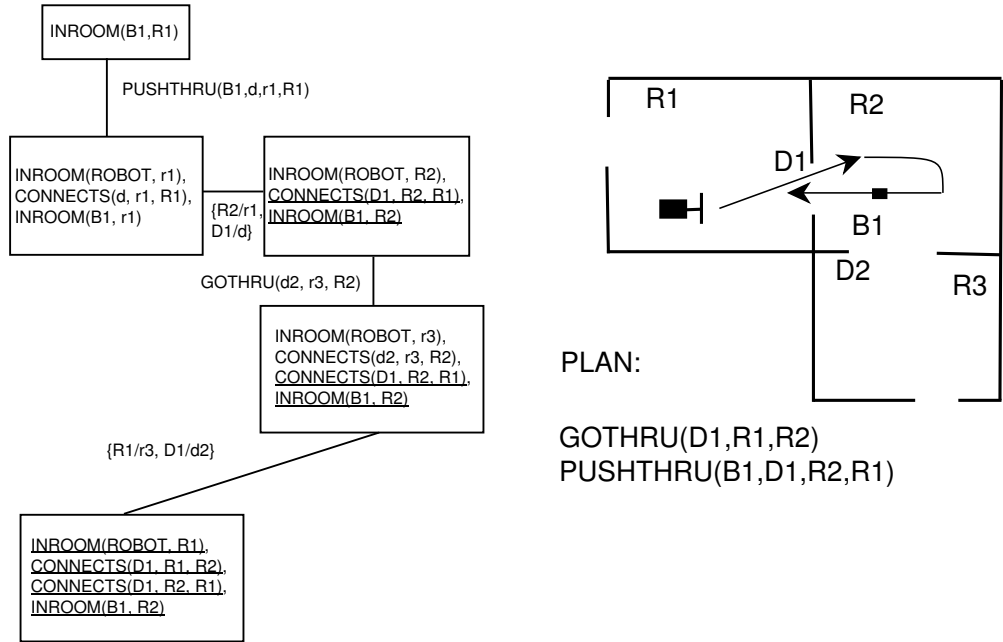 INROOM(B1,R1)
PUSHTHRU(B1,d,r1,R1)
INROOM(ROBOT, r1),
CONNECTS(d, r1, R1),
INROOM(B1, r1)
{R2/r1,
D1/d}
INROOM(ROBOT, R2),
CONNECTS(D1, R2, R1),
INROOM(B1, R2)
GOTHRU(d2, r3, R2)
INROOM(ROBOT, r3),
CONNECTS(d2, r3, R2),
CONNECTS(D1, R2, R1),
INROOM(B1, R2)
{R1/r3, D1/d2}
INROOM(ROBOT, R1),
CONNECTS(D1, R1, R2),
CONNECTS(D1, R2, R1),
INROOM(B1, R2)
R1
R2
D1
B1
D2
R3
PLAN:
GOTHRU(D1,R1,R2)
PUSHTHRU(B1,D1,R2,R1)